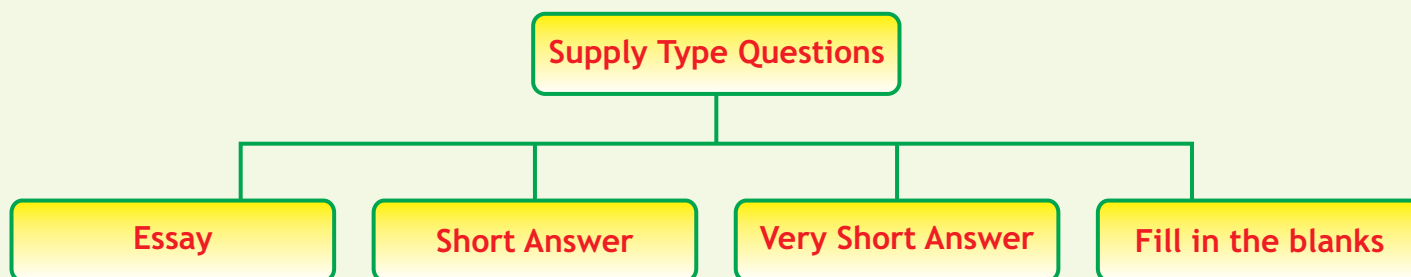 Supply Type Questions
Essay
Short Answer
Very Short Answer
Fill in the blanks